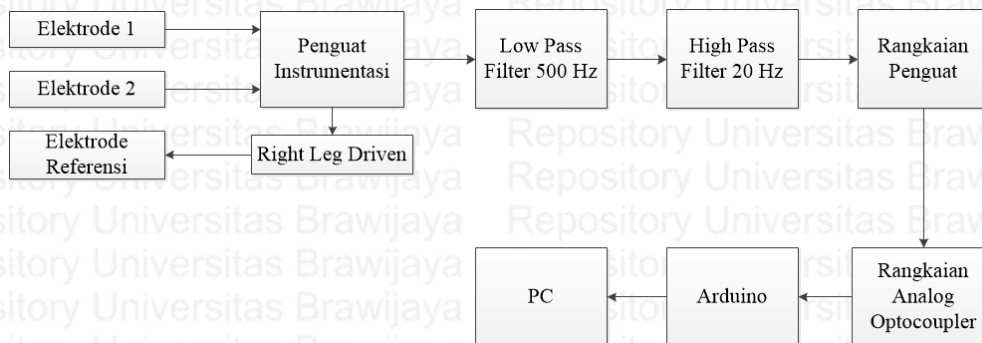 Elektrode 1
Elektrode 2
Elektrode
Referensi
Penguat
Instrumentasi
Right Leg Driven
Low Pass
Filter 500 Hz
High Pass
Filter 20 Hz
Rangkaian
Penguat
Rangkaian
Analog
Optocoupler
Arduino
PC
Repository Universitas Brawijaya